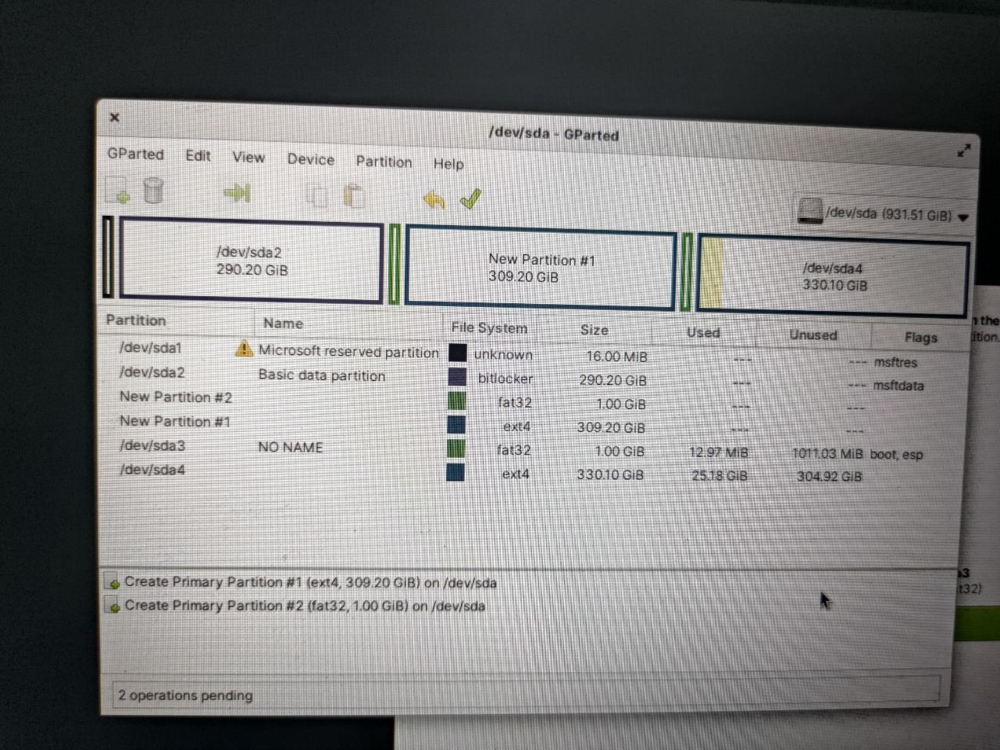 /dev/sda - GParted
GParted Edit View Device Partition Help
/dev/sda (931.51 GiB)
/dev/sda2
290.20 GiB
New Partition #1
309.20 GiB
/dev/sda4
330.10 GiB
Partition Name File System Size Used Unused Flags
/dev/sda1 Microsoft reserved partition unknown 16.00 MiB --- --- msftres
/dev/sda2 Basic data partition bitlocker 290.20 GiB --- --- msftdata
New Partition #2 fat32 1.00 GiB --- ---
New Partition #1 ext4 309.20 GiB --- ---
/dev/sda3 NO NAME fat32 1.00 GiB 12.97 MiB 1011.03 MiB boot, esp
/dev/sda4 ext4 330.10 GiB 25.18 GiB 304.92 GiB
Create Primary Partition #1 (ext4, 309.20 GiB) on /dev/sda
Create Primary Partition #2 (fat32, 1.00 GiB) on /dev/sda
2 operations pending
the